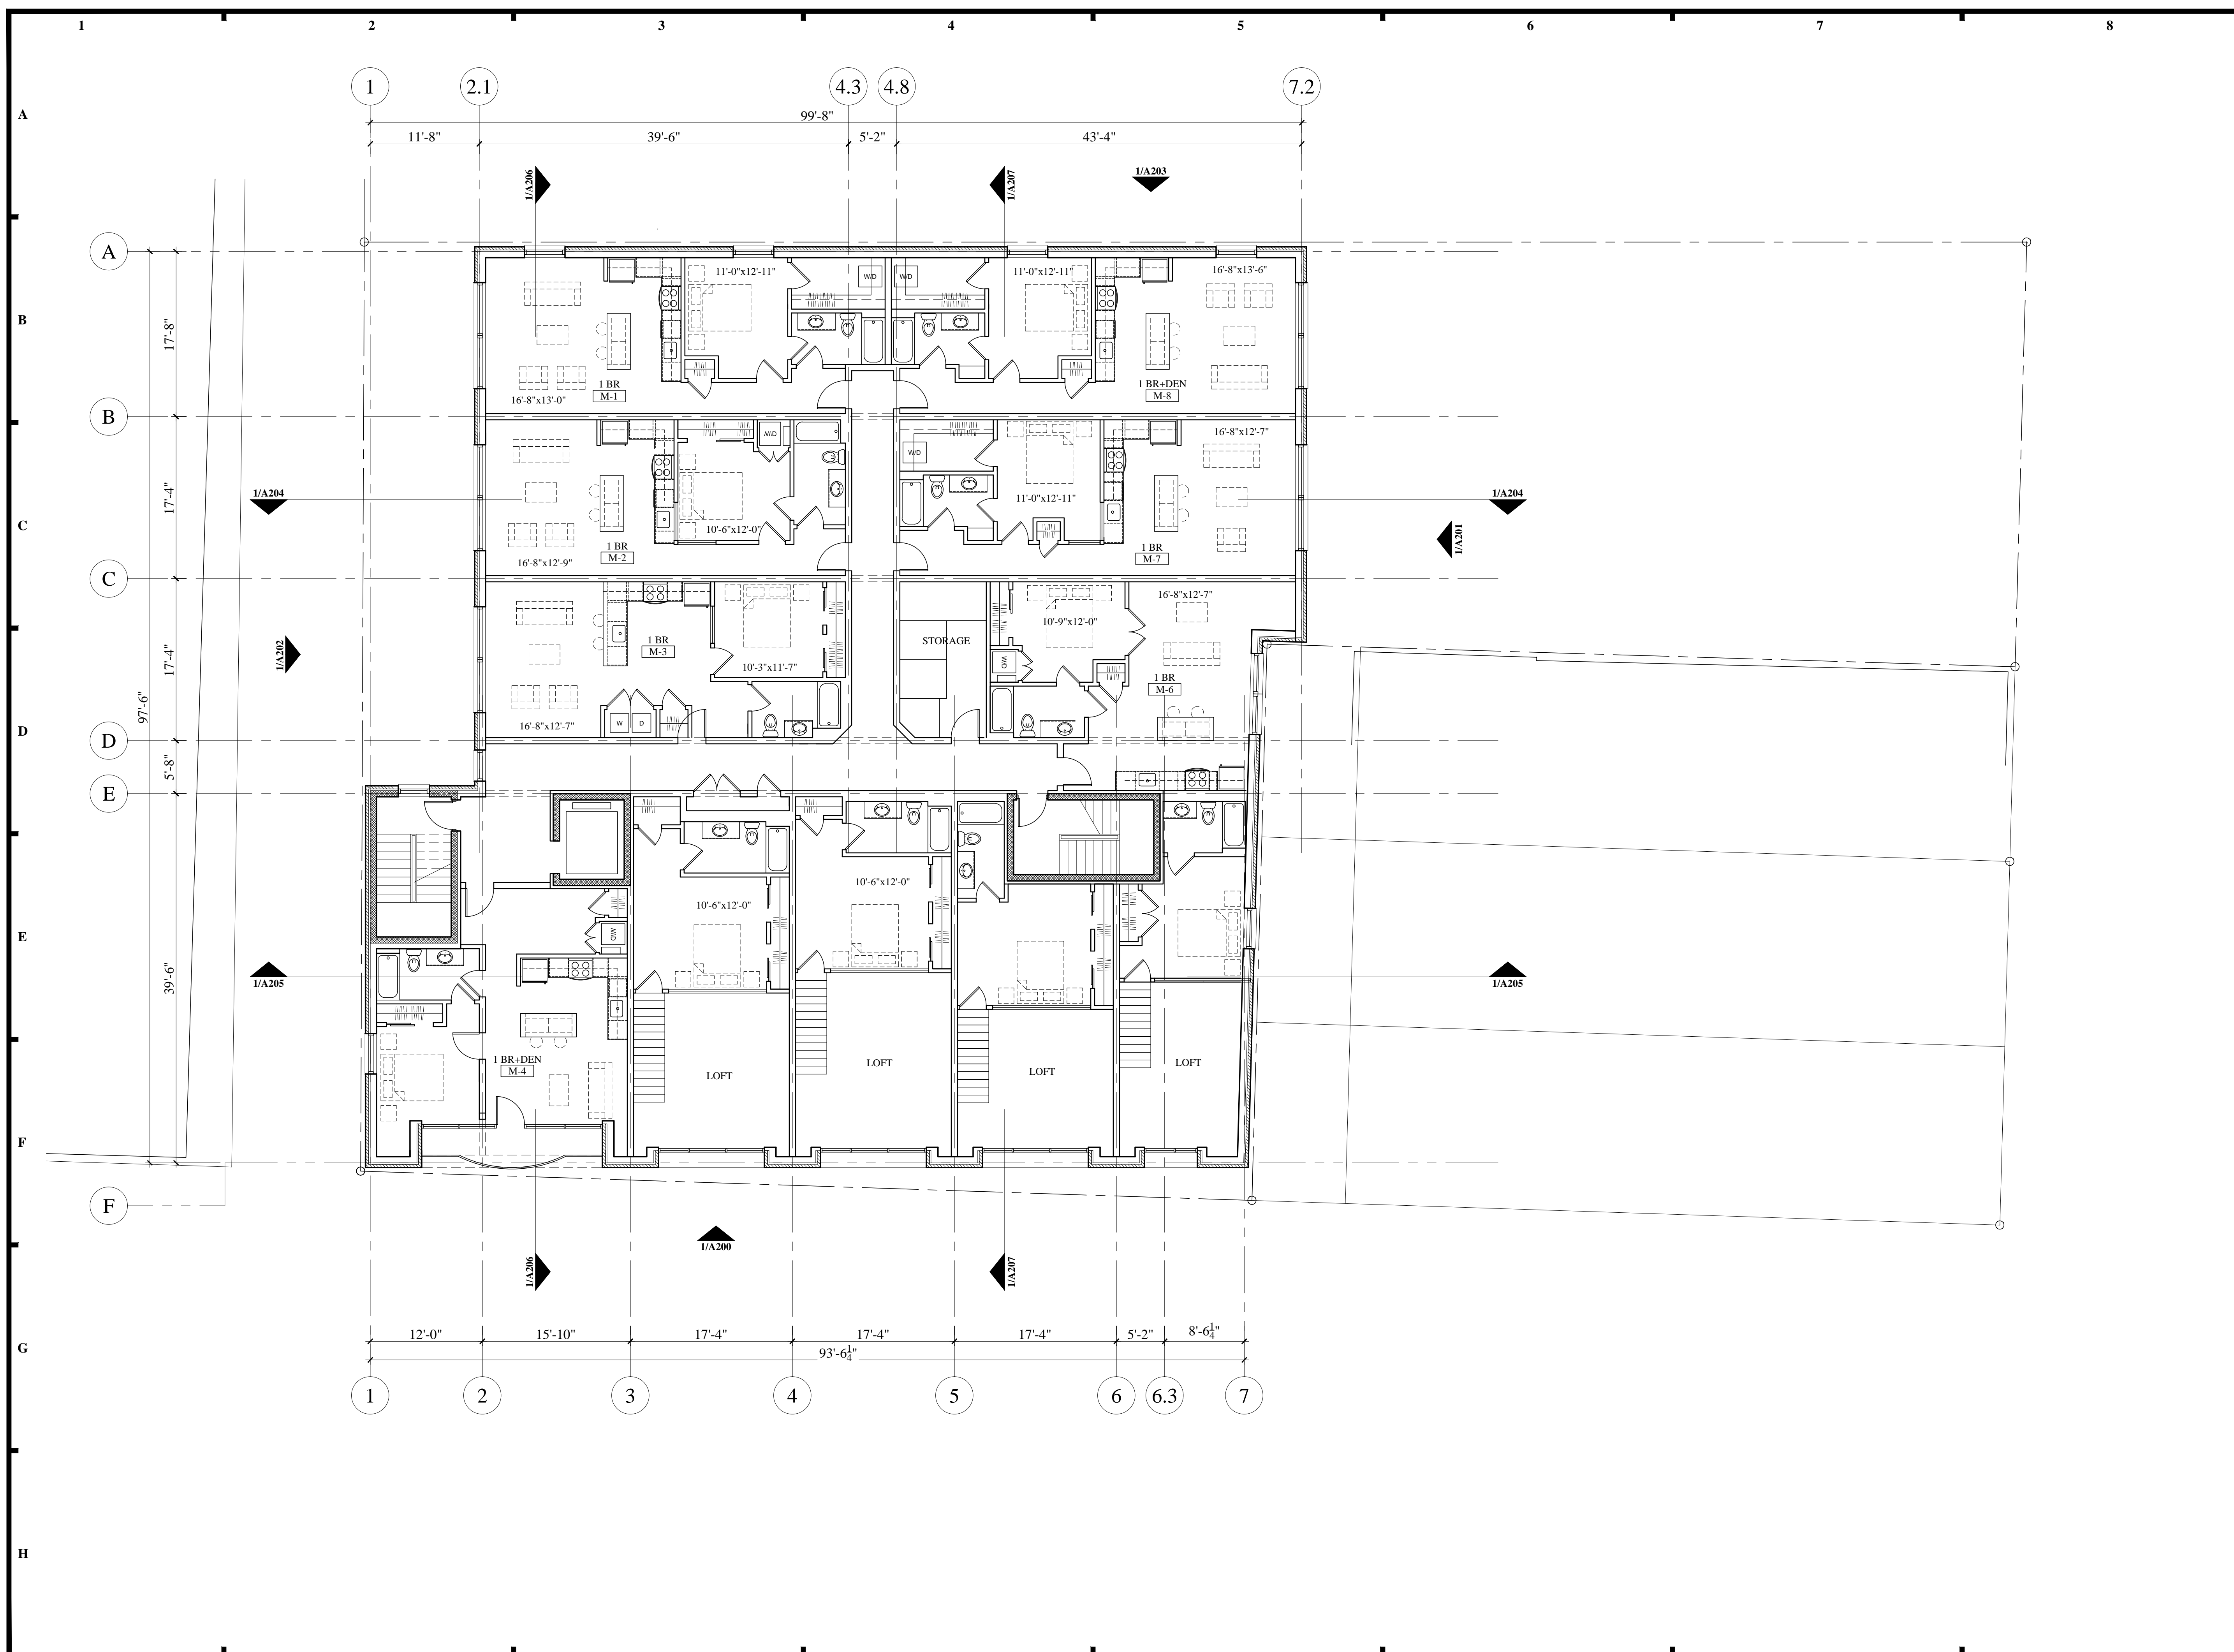 1 2 3 4 5 6 7 8
1 2.1 4.3 4.8 7.2
A
99'-8"
11'-8" 39'-6" 5'-2" 43'-4"
1/A206 1/A207 1/A203
A
11'-0"x12'-11" W/D W/D 11'-0"x12'-11" 16'-8"x13'-6"
B
17'-8"
1 BR
M-1
16'-8"x13'-0"
1 BR+DEN
M-8
B
16'-8"x12'-7"
W/D W/D
17'-4"
1/A204 1/A204
11'-0"x12'-11"
C
10'-6"x12'-0"
1/A201
1 BR
M-2
16'-8"x12'-9"
1 BR
M-7
C
16'-8"x12'-7"
10'-9"x12'-0"
STORAGE
1 BR
M-3
1/A202
17'-4"
10'-3"x11'-7"
W/D
1 BR
M-6
97'-6"
16'-8"x12'-7"
W D
D
D
5'-8"
E
10'-6"x12'-0"
10'-6"x12'-0"
W/D
E
39'-6"
1/A205 1/A205
1 BR+DEN
M-4
LOFT LOFT LOFT LOFT
F
F
1/A206 1/A200 1/A207
12'-0" 15'-10" 17'-4" 17'-4" 17'-4" 5'-2" 8'-6 1/4"
G
93'-6 1/4"
1 2 3 4 5 6 6.3 7
H